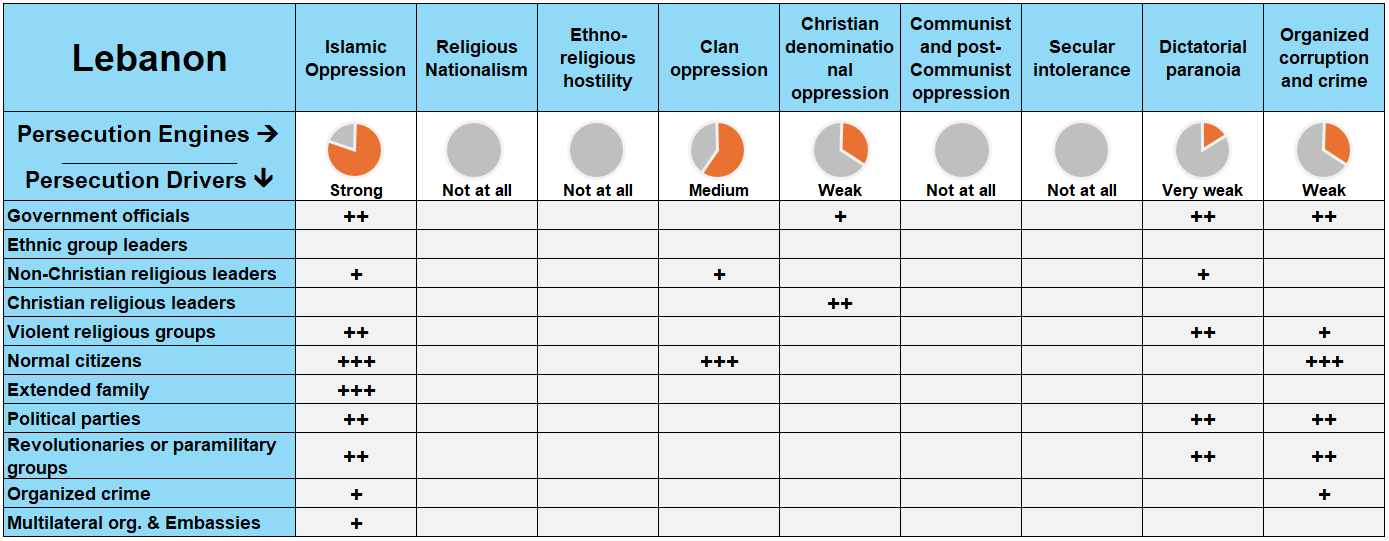 Lebanon
Islamic
Oppression
Religious
Nationalism
Ethno-
religious
hostility
Clan
oppression
Christian
denominatio
nal
oppression
Communist
and post-
Communist
oppression
Secular
intolerance
Dictatorial
paranoia
Organized
corruption
and crime
Persecution Engines →
Persecution Drivers ↓
Strong
Not at all
Not at all
Medium
Weak
Not at all
Not at all
Very weak
Weak
Government officials ++ + ++ ++
Ethnic group leaders
Non-Christian religious leaders + + +
Christian religious leaders ++
Violent religious groups ++ ++ +
Normal citizens +++ +++ +++
Extended family +++
Political parties ++ ++ ++
Revolutionaries or paramilitary
groups ++ ++ ++
Organized crime + +
Multilateral org. & Embassies +